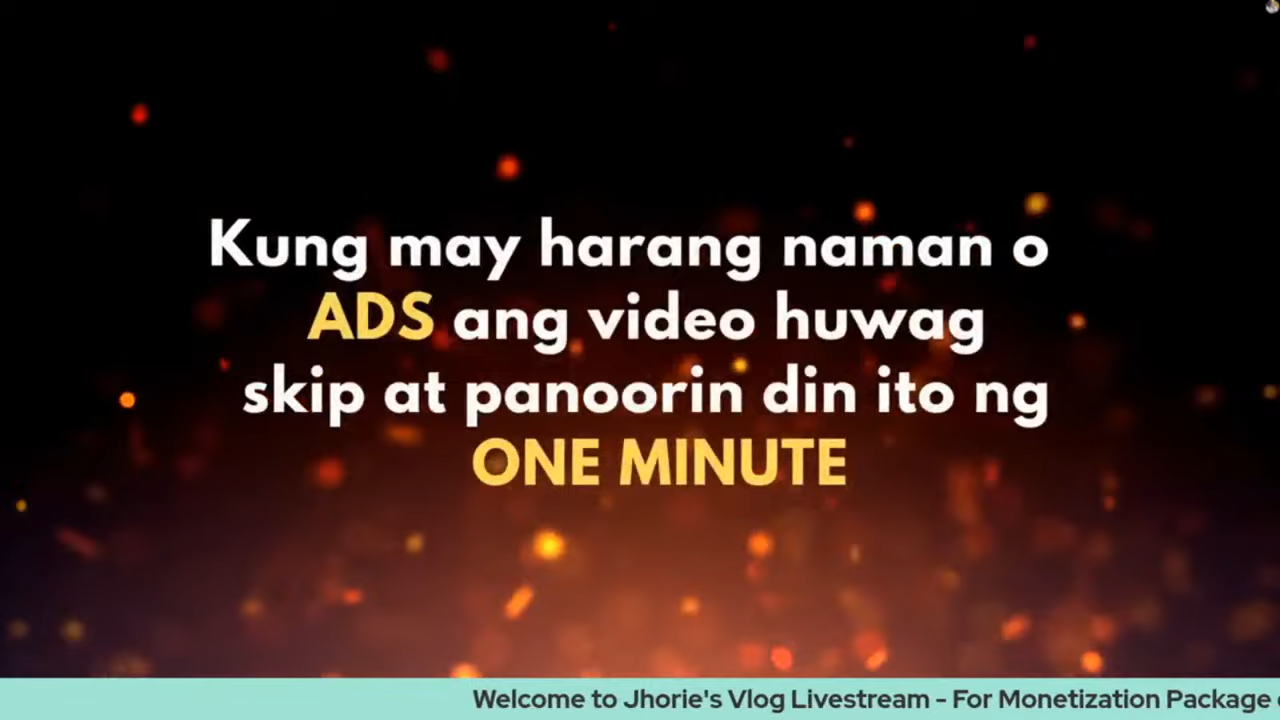 Kung may harang naman o
ADS ang video huwag
skip at panoorin din ito ng
ONE MINUTE
Welcome to Jhorie's Vlog Livestream - For Monetization Package